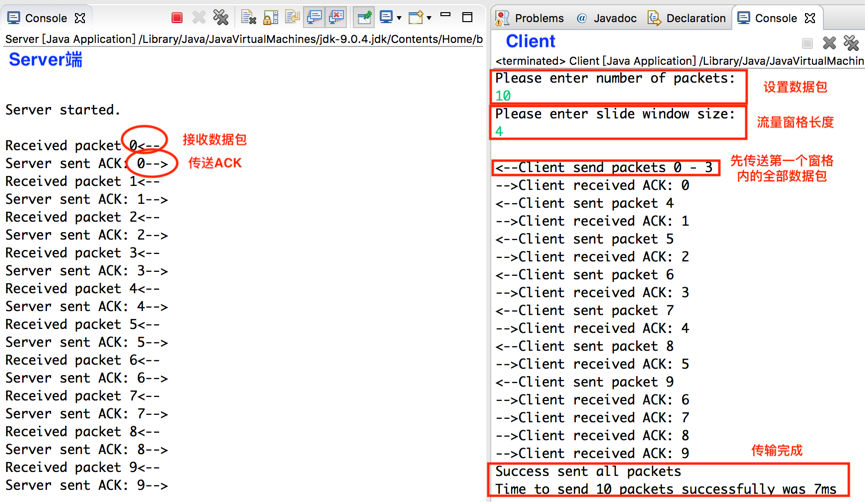 Console
Server [Java Application] /Library/Java/JavaVirtualMachines/jdk-9.0.4.jdk/Contents/Home/b
Server端
Server started.
Received packet 0<--
接收数据包
Server sent ACK: 0-->
传送ACK
Received packet 1<--
Server sent ACK: 1-->
Received packet 2<--
Server sent ACK: 2-->
Received packet 3<--
Server sent ACK: 3-->
Received packet 4<--
Server sent ACK: 4-->
Received packet 5<--
Server sent ACK: 5-->
Received packet 6<--
Server sent ACK: 6-->
Received packet 7<--
Server sent ACK: 7-->
Received packet 8<--
Server sent ACK: 8-->
Received packet 9<--
Server sent ACK: 9-->
Problems @ Javadoc Declaration Console
Client
<terminated> Client [Java Application] /Library/Java/JavaVirtualMachin
Please enter number of packets:
10
设置数据包
Please enter slide window size:
4
流量窗格长度
<--Client send packets 0 - 3
先传送第一个窗格
内的全部数据包
-->Client received ACK: 0
<--Client sent packet 4
-->Client received ACK: 1
<--Client sent packet 5
-->Client received ACK: 2
<--Client sent packet 6
-->Client received ACK: 3
<--Client sent packet 7
-->Client received ACK: 4
<--Client sent packet 8
-->Client received ACK: 5
<--Client sent packet 9
-->Client received ACK: 6
-->Client received ACK: 7
-->Client received ACK: 8
-->Client received ACK: 9
传输完成
Success sent all packets
Time to send 10 packets successfully was 7ms